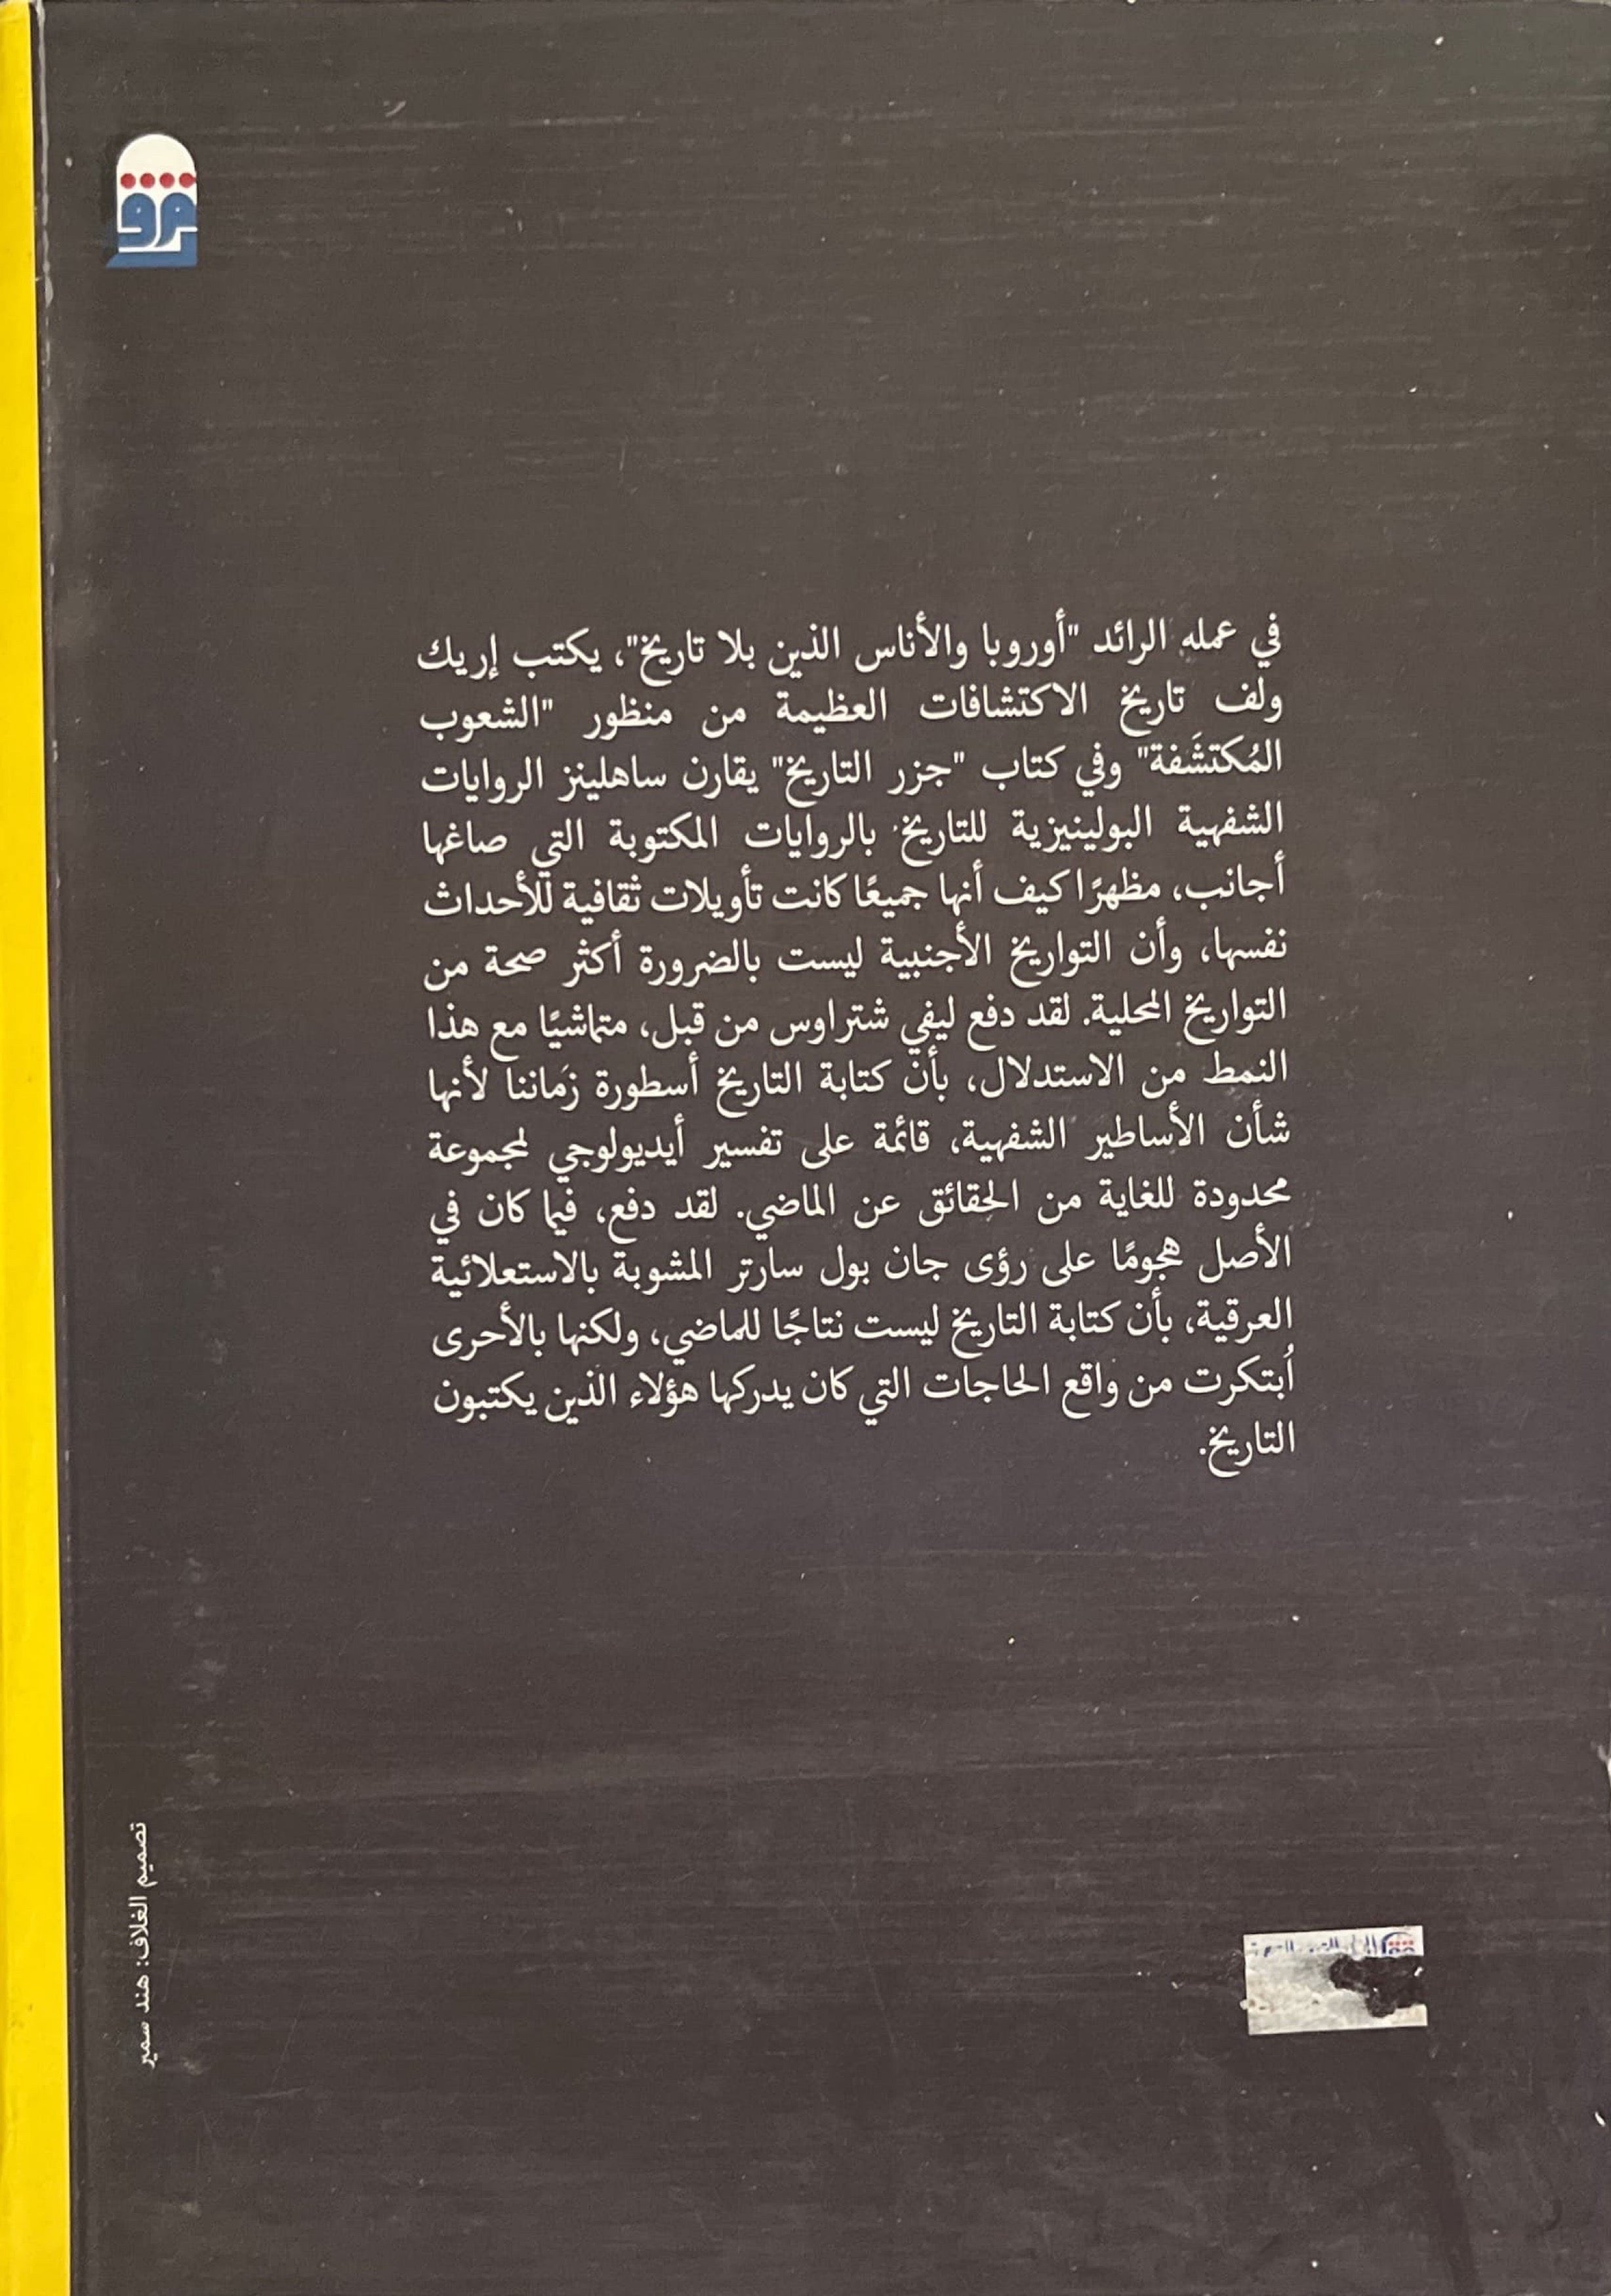 في عمله الرائد "أوروبا والأناس الذين بلا تاريخ"، يكتب إريك
ولف تاريخ الاكتشافات العظيمة من منظور "الشعوب
المُكتشَفة" وفي كتاب "جزر التاريخ" يقارن ساهلينز الروايات
الشفهية البولينيزية للتاريخ بالروايات المكتوبة التي صاغها
أجانب، مظهرًا كيف أنها جميعًا كانت تأويلات ثقافية للأحداث
نفسها، وأن التواريخ الأجنبية ليست بالضرورة أكثر صحة من
التواريخ المحلية. لقد دفع ليفي شتراوس من قبل، متماشيًا مع هذا
النمط من الاستدلال، بأن كتابة التاريخ أسطورة زَماننا لأنها
شأن الأساطير الشفهية، قائمة على تفسير أيديولوجي لمجموعة
محدودة للغاية من الحقائق عن الماضي. لقد دفع، فيما كان في
الأصل هجومًا على رؤى جان بول سارتر المشوبة بالاستعلائية
العرقية، بأن كتابة التاريخ ليست نتاجًا للماضي، ولكنها بالأحرى
اُبتكرت من واقع الحاجات التي كان يدركها هؤلاء الذين يكتبون
التاريخ.
تصميم الغلاف: هند سمير